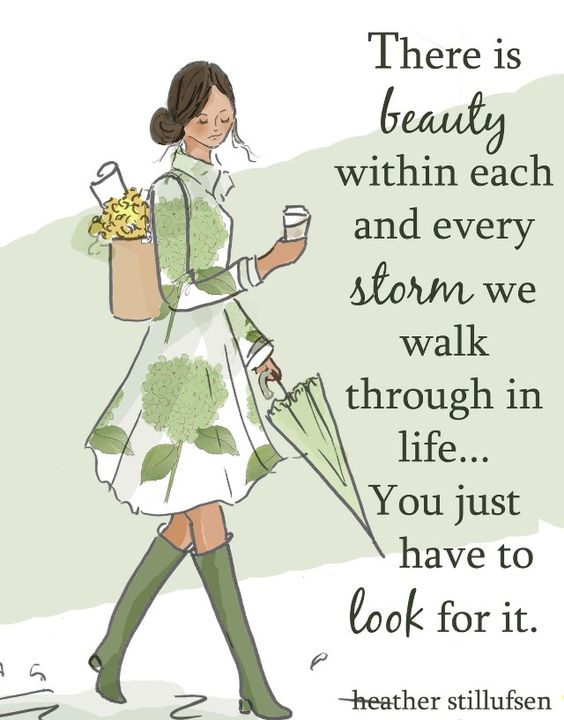 There is
beauty
within each
and every
storm we
walk
through in
life...
You just
have to
look for it.
heather stillufsen